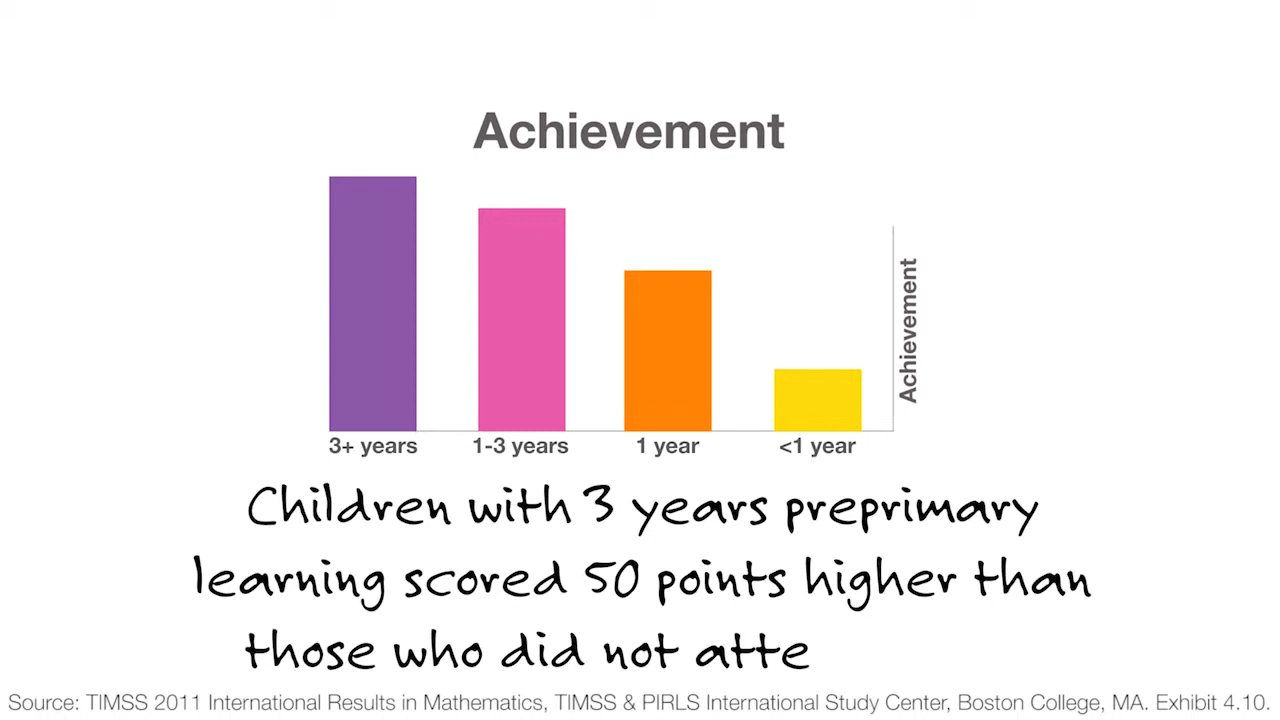 Achievement
Achievement
3+ years
1-3 years
1 year
<1 year
Children with 3 years preprimary
learning scored 50 points higher than
those who did not atte
Source: TIMSS 2011 International Results in Mathematics, TIMSS & PIRLS International Study Center, Boston College, MA. Exhibit 4.10.